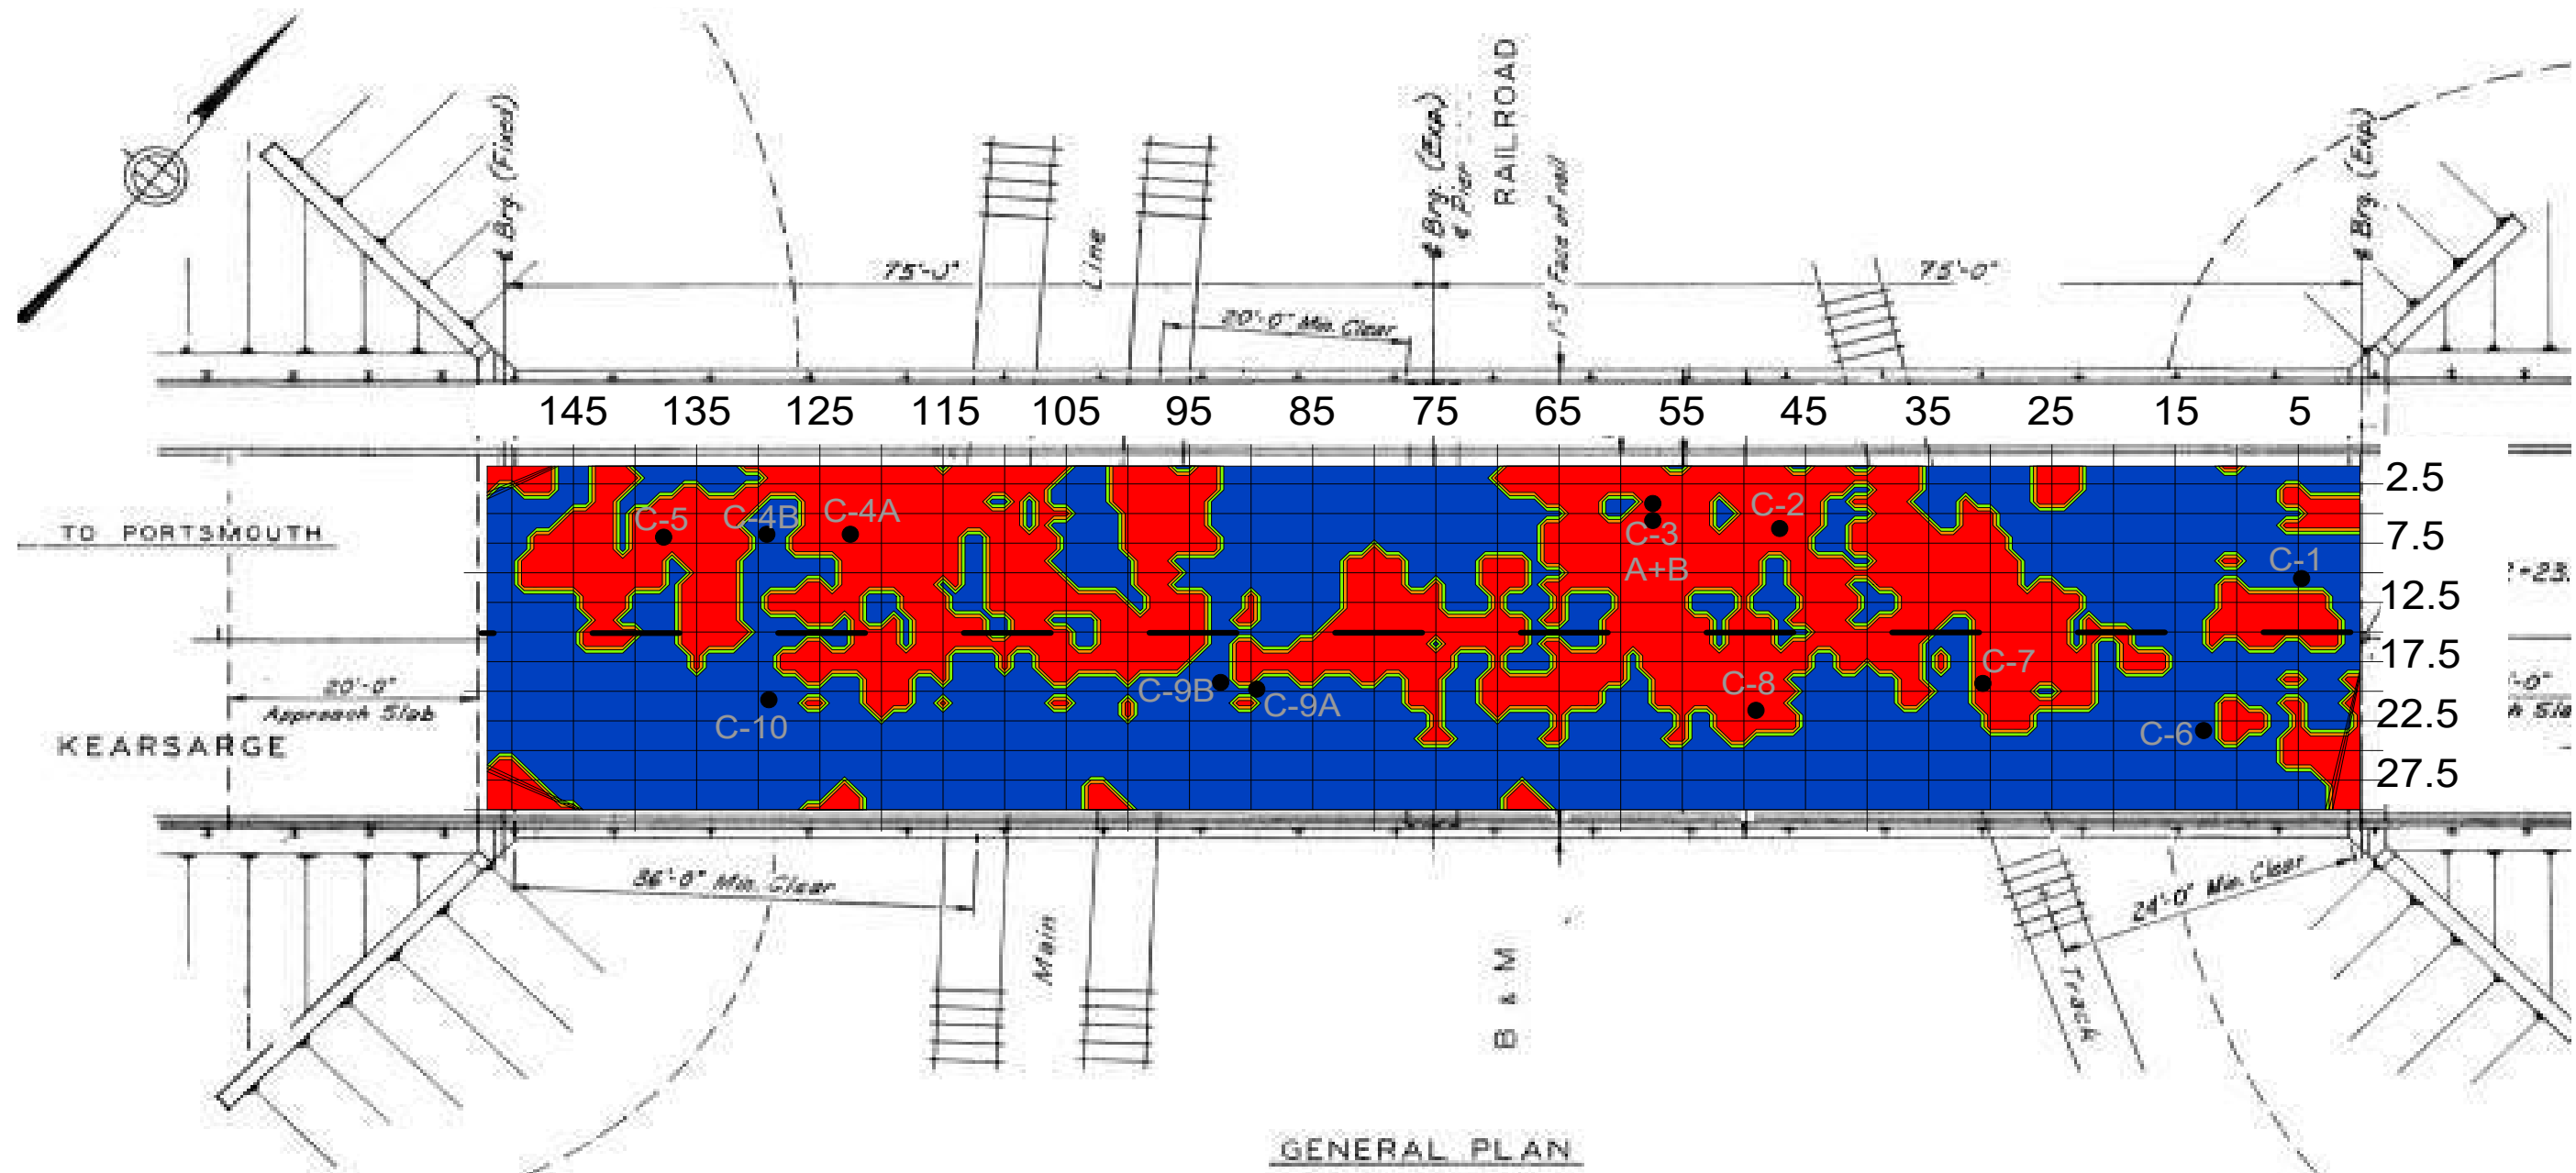 ℄ Brg. (Fixed)
℄ Brg. (Exp.)
℄ Pier
RAILROAD
1'-3" Face of rail
℄ Brg. (Exp.)
75'-0"
Line
20'-0" Min. Clear
75'-0"
145 135 125 115 105 95 85 75 65 55 45 35 25 15 5
2.5
7.5
12.5
17.5
22.5
27.5
TO PORTSMOUTH
C-5
C-4B
C-4A
C-3
A+B
C-2
C-1
C-7
C-8
C-9B
C-9A
C-10
C-6
20'-0"
Approach Slab
KEARSARGE
36'-0" Min. Clear
Main
B & M
24'-0" Min. Clear
Track
GENERAL PLAN